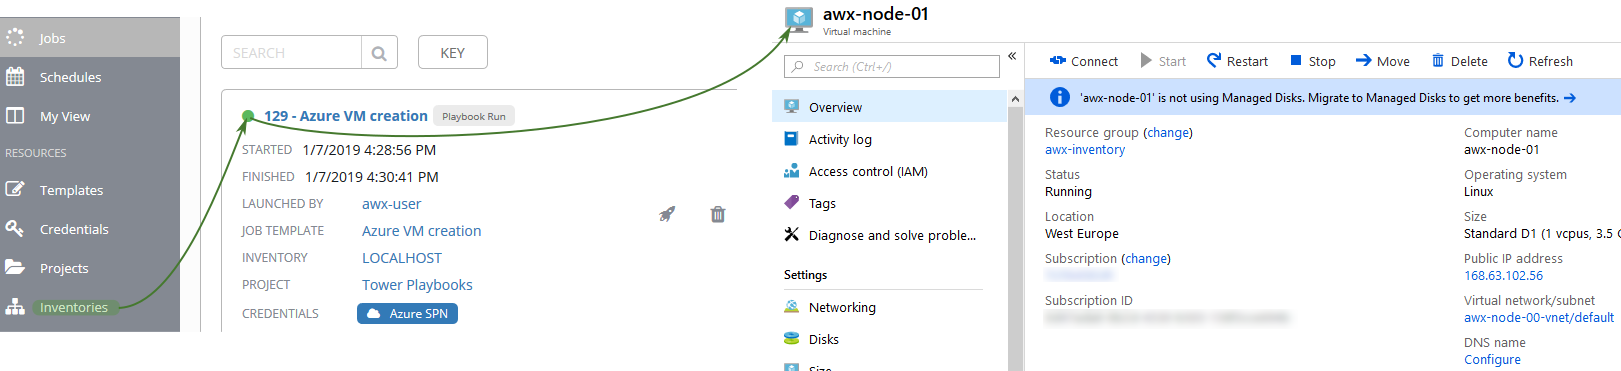 Jobs
Schedules
My View
RESOURCES
Templates
Credentials
Projects
Inventories
SEARCH
KEY
129 - Azure VM creation Playbook Run
STARTED 1/7/2019 4:28:56 PM
FINISHED 1/7/2019 4:30:41 PM
LAUNCHED BY awx-user
JOB TEMPLATE Azure VM creation
INVENTORY LOCALHOST
PROJECT Tower Playbooks
CREDENTIALS Azure SPN
awx-node-01
Virtual machine
Search (Ctrl+/)
«
Overview
Activity log
Access control (IAM)
Tags
Diagnose and solve proble...
Settings
Networking
Disks
Size
Connect Start Restart Stop Move Delete Refresh
'awx-node-01' is not using Managed Disks. Migrate to Managed Disks to get more benefits. →
Resource group (change)
awx-inventory
Status
Running
Location
West Europe
Subscription (change)
Subscription ID
Computer name
awx-node-01
Operating system
Linux
Size
Standard D1 (1 vcpus, 3.5 G
Public IP address
168.63.102.56
Virtual network/subnet
awx-node-00-vnet/default
DNS name
Configure